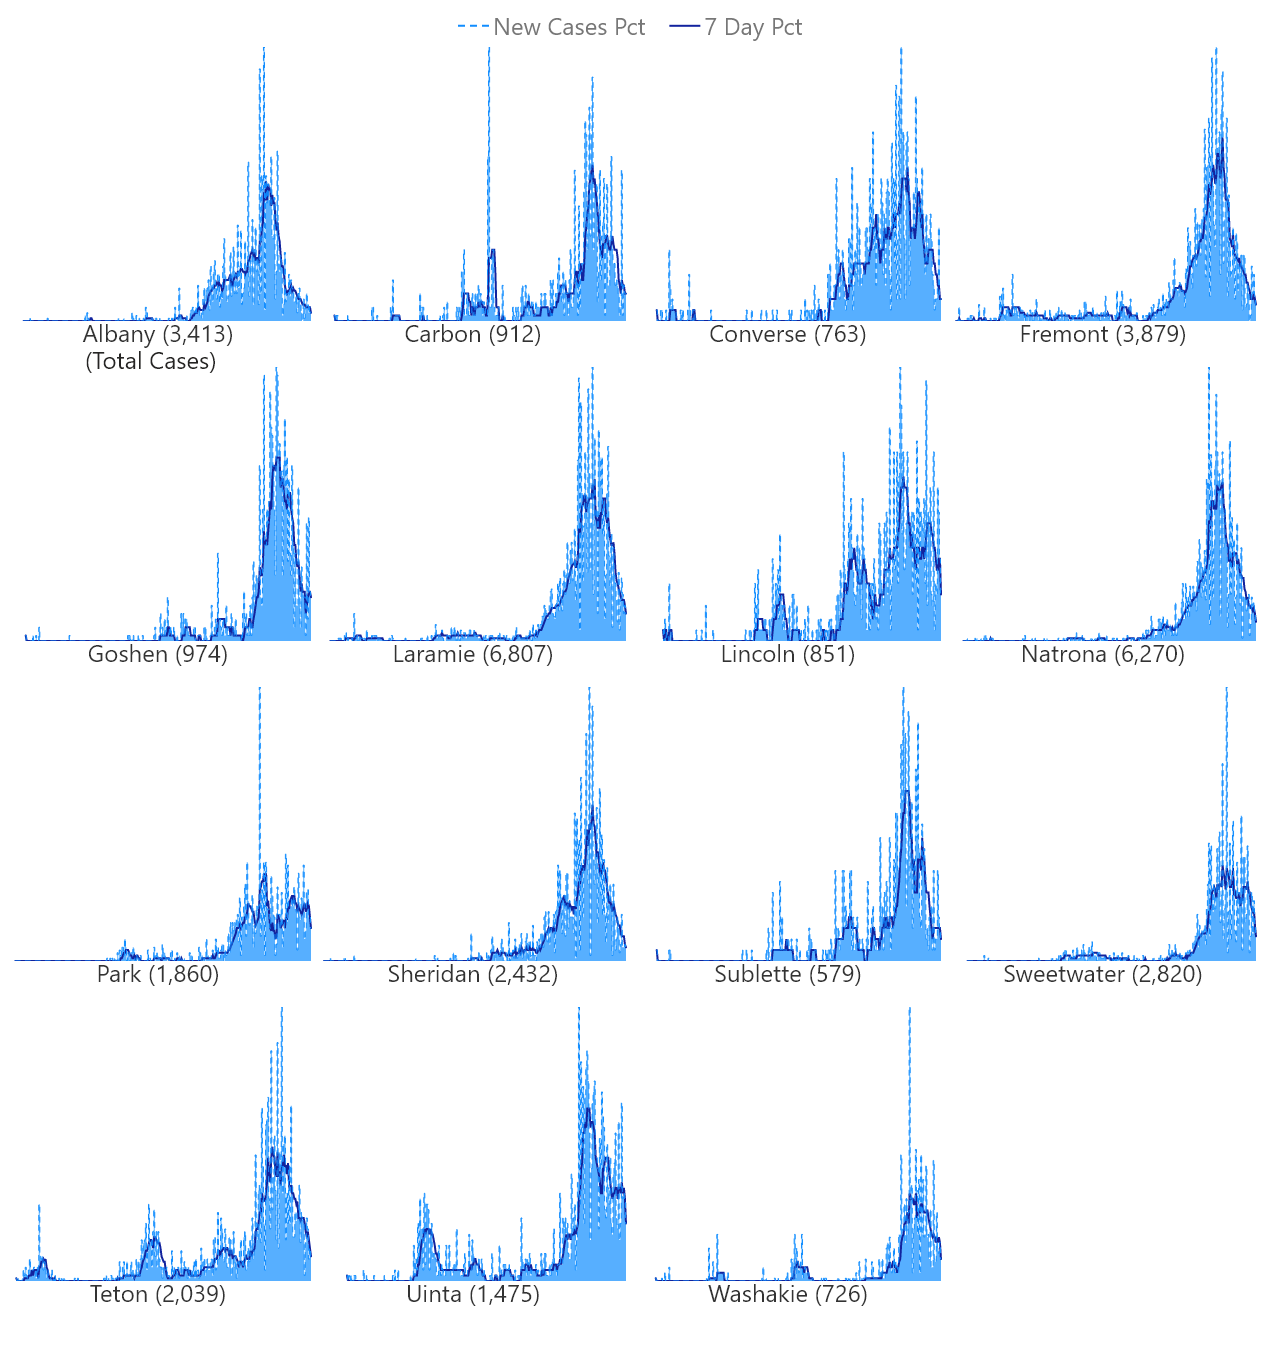 New Cases Pct 7 Day Pct
Albany (3,413) Carbon (912) Converse (763) Fremont (3,879)
(Total Cases)
Goshen (974) Laramie (6,807) Lincoln (851) Natrona (6,270)
Park (1,860) Sheridan (2,432) Sublette (579) Sweetwater (2,820)
Teton (2,039) Uinta (1,475) Washakie (726)